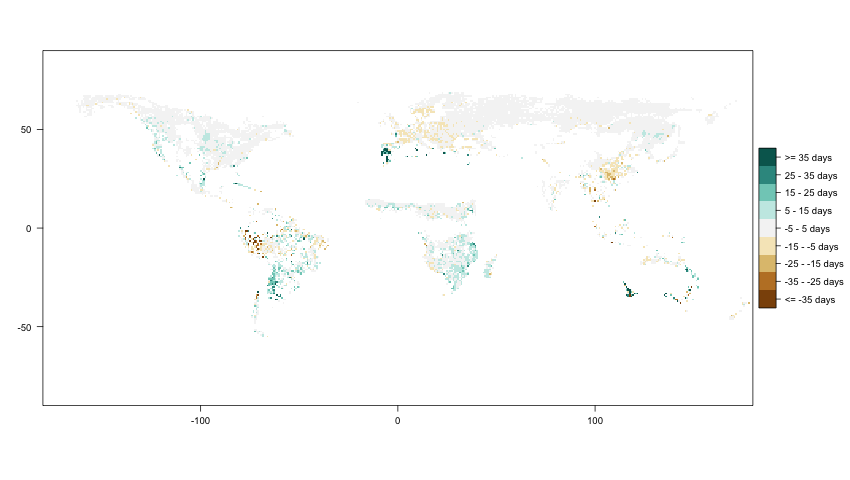 50
0
-50
-100
0
100
>= 35 days
25 - 35 days
15 - 25 days
5 - 15 days
-5 - 5 days
-15 - -5 days
-25 - -15 days
-35 - -25 days
<= -35 days